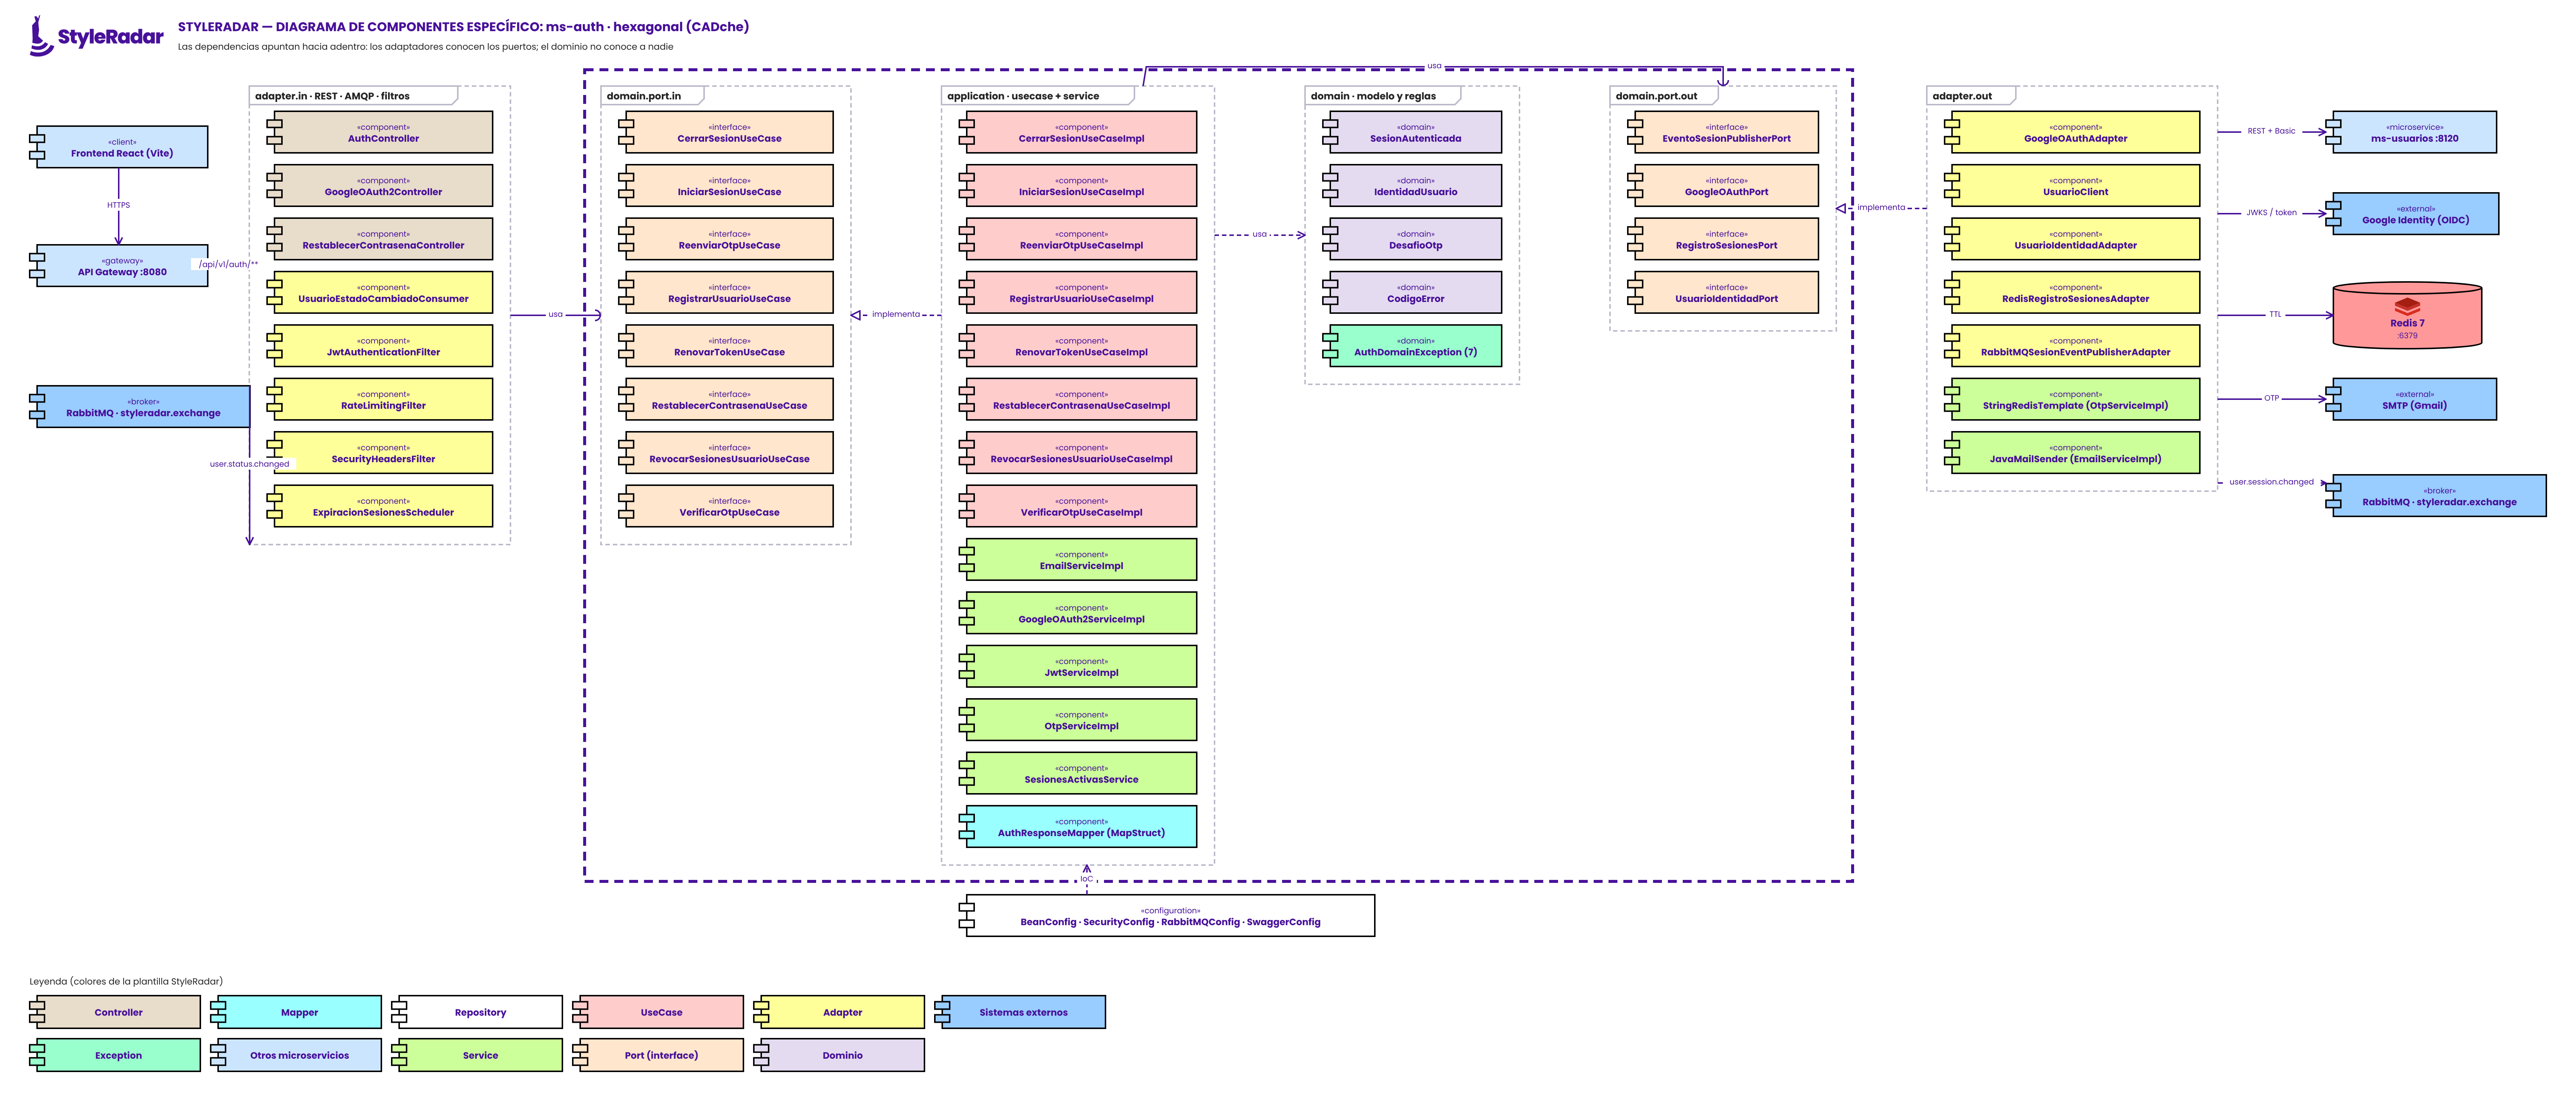 StyleRadar
STYLERADAR — DIAGRAMA DE COMPONENTES ESPECÍFICO: ms-auth · hexagonal (CADche)
Las dependencias apuntan hacia adentro: los adaptadores conocen los puertos; el dominio no conoce a nadie
«client»
Frontend React (Vite)
HTTPS
«gateway»
API Gateway :8080
/api/v1/auth/**
«broker»
RabbitMQ · styleradar.exchange
user.status.changed
adapter.in · REST · AMQP · filtros
«component»
AuthController
«component»
GoogleOAuth2Controller
«component»
RestablecerContrasenaController
«component»
UsuarioEstadoCambiadoConsumer
«component»
JwtAuthenticationFilter
«component»
RateLimitingFilter
«component»
SecurityHeadersFilter
«component»
ExpiracionSesionesScheduler
usa
domain.port.in
«interface»
CerrarSesionUseCase
«interface»
IniciarSesionUseCase
«interface»
ReenviarOtpUseCase
«interface»
RegistrarUsuarioUseCase
«interface»
RenovarTokenUseCase
«interface»
RestablecerContrasenaUseCase
«interface»
RevocarSesionesUsuarioUseCase
«interface»
VerificarOtpUseCase
implementa
application · usecase + service
«component»
CerrarSesionUseCaseImpl
«component»
IniciarSesionUseCaseImpl
«component»
ReenviarOtpUseCaseImpl
«component»
RegistrarUsuarioUseCaseImpl
«component»
RenovarTokenUseCaseImpl
«component»
RestablecerContrasenaUseCaseImpl
«component»
RevocarSesionesUsuarioUseCaseImpl
«component»
VerificarOtpUseCaseImpl
«component»
EmailServiceImpl
«component»
GoogleOAuth2ServiceImpl
«component»
JwtServiceImpl
«component»
OtpServiceImpl
«component»
SesionesActivasService
«component»
AuthResponseMapper (MapStruct)
IoC
«configuration»
BeanConfig · SecurityConfig · RabbitMQConfig · SwaggerConfig
usa
usa
domain · modelo y reglas
«domain»
SesionAutenticada
«domain»
IdentidadUsuario
«domain»
DesafioOtp
«domain»
CodigoError
«domain»
AuthDomainException (7)
domain.port.out
«interface»
EventoSesionPublisherPort
«interface»
GoogleOAuthPort
«interface»
RegistroSesionesPort
«interface»
UsuarioIdentidadPort
implementa
adapter.out
«component»
GoogleOAuthAdapter
«component»
UsuarioClient
«component»
UsuarioIdentidadAdapter
«component»
RedisRegistroSesionesAdapter
«component»
RabbitMQSesionEventPublisherAdapter
«component»
StringRedisTemplate (OtpServiceImpl)
«component»
JavaMailSender (EmailServiceImpl)
REST + Basic
JWKS / token
TTL
OTP
user.session.changed
«microservice»
ms-usuarios :8120
«external»
Google Identity (OIDC)
Redis 7
:6379
«external»
SMTP (Gmail)
«broker»
RabbitMQ · styleradar.exchange
Leyenda (colores de la plantilla StyleRadar)
Controller
Mapper
Repository
UseCase
Adapter
Sistemas externos
Exception
Otros microservicios
Service
Port (interface)
Dominio